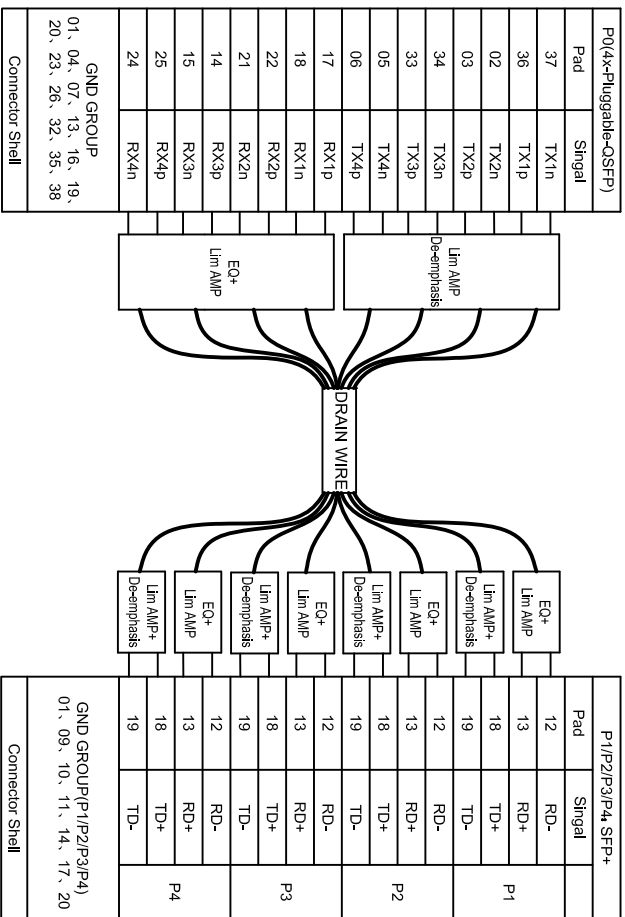 P0(4x-Pluggable-QSFP)
Pad Singal
37 TX1n
36 TX1p
02 TX2n
03 TX2p
34 TX3n
33 TX3p
05 TX4n
06 TX4p
17 RX1p
18 RX1n
22 RX2p
21 RX2n
14 RX3p
15 RX3n
25 RX4p
24 RX4n
GND GROUP
01、04、07、13、16、19、
20、23、26、32、35、38
Connector Shell
Lim AMP
De-emphasis
EQ+
Lim AMP
DRAIN WIRE
EQ+
Lim AMP
Lim AMP+
De-emphasis
EQ+
Lim AMP
Lim AMP+
De-emphasis
EQ+
Lim AMP
Lim AMP+
De-emphasis
EQ+
Lim AMP
Lim AMP+
De-emphasis
P1/P2/P3/P4, SFP+
Pad Singal
12 RD-
13 RD+
18 TD+
19 TD-
P1
12 RD-
13 RD+
18 TD+
19 TD-
P2
12 RD-
13 RD+
18 TD+
19 TD-
P3
12 RD-
13 RD+
18 TD+
19 TD-
P4
GND GROUP(P1/P2/P3/P4)
01、09、10、11、14、17、20
Connector Shell